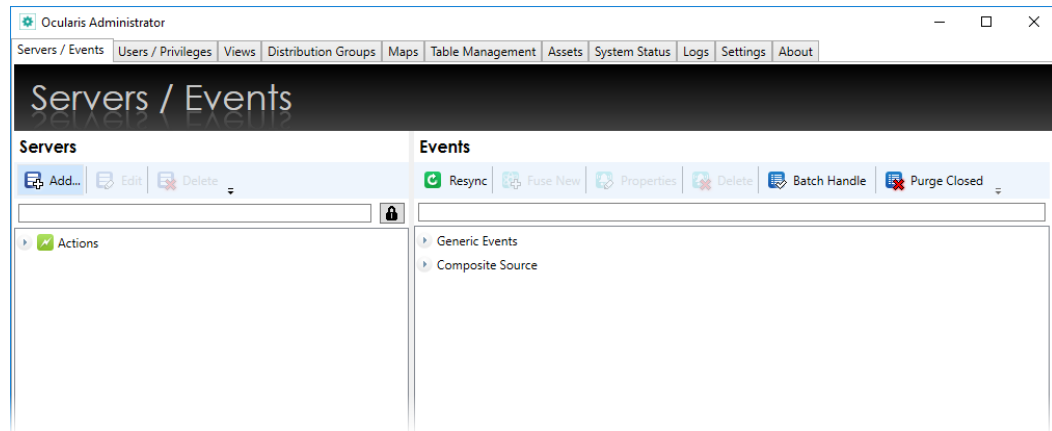 Ocularis Administrator
Servers / Events Users / Privileges Views Distribution Groups Maps Table Management Assets System Status Logs Settings About
Servers / Events
Servers
Add... Edit Delete
Actions
Events
Resync Fuse New Properties Delete Batch Handle Purge Closed
Generic Events
Composite Source